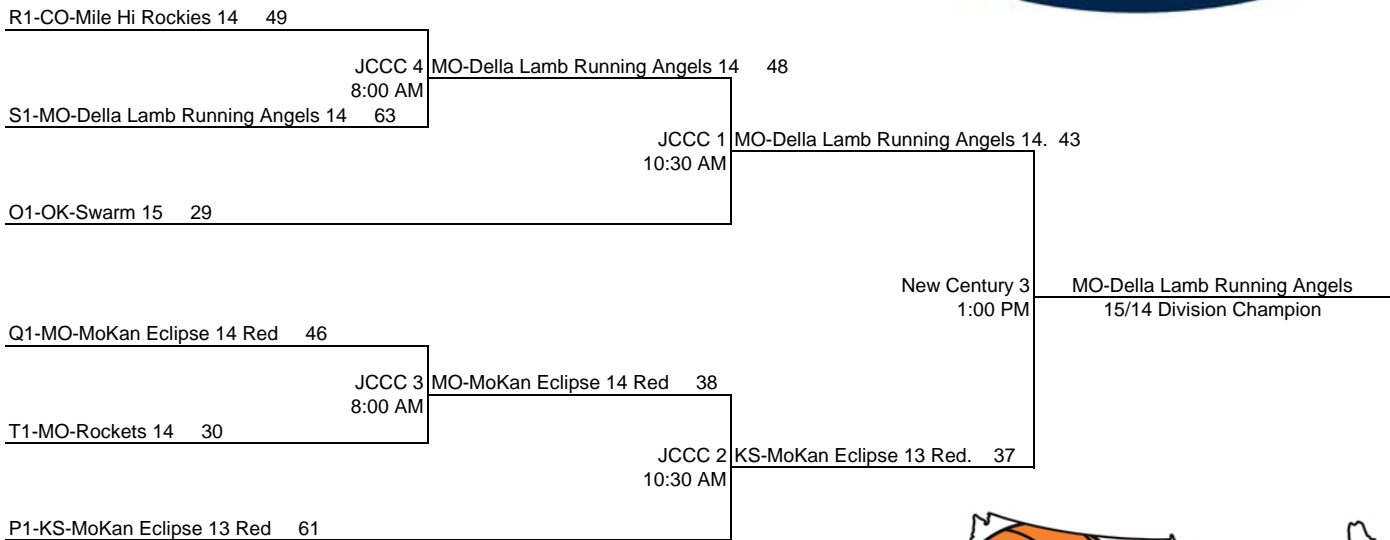 R1-CO-Mile Hi Rockies 14 49
JCCC 4 MO-Della Lamb Running Angels 14 48
8:00 AM
S1-MO-Della Lamb Running Angels 14 63
JCCC 1 MO-Della Lamb Running Angels 14. 43
10:30 AM
O1-OK-Swarm 15 29
New Century 3 MO-Della Lamb Running Angels
1:00 PM 15/14 Division Champion
Q1-MO-MoKan Eclipse 14 Red 46
JCCC 3 MO-MoKan Eclipse 14 Red 38
8:00 AM
T1-MO-Rockets 14 30
JCCC 2 KS-MoKan Eclipse 13 Red. 37
10:30 AM
P1-KS-MoKan Eclipse 13 Red 61